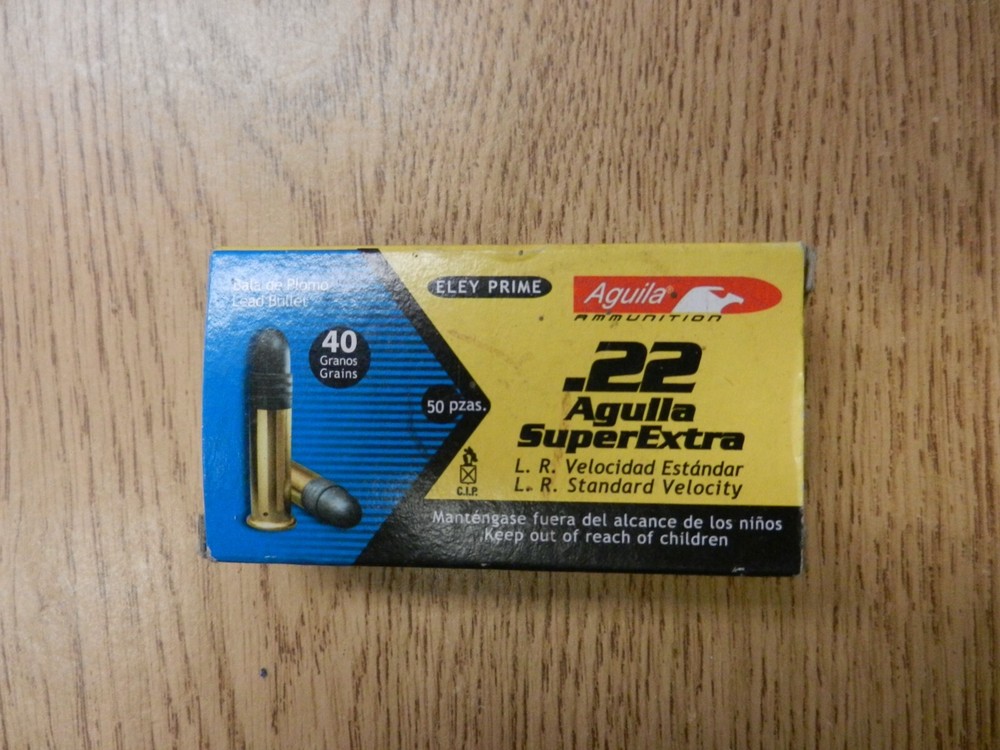 Bala de Plomo
Lead Bullet
40
Granos
Grains
50 pzas.
ELEY PRIME
Aguila®
AMMUNITION
.22
Aguila
SuperExtra
L. R. Velocidad Estándar
L. R. Standard Velocity
C.I.P.
Manténgase fuera del alcance de los niños
Keep out of reach of children